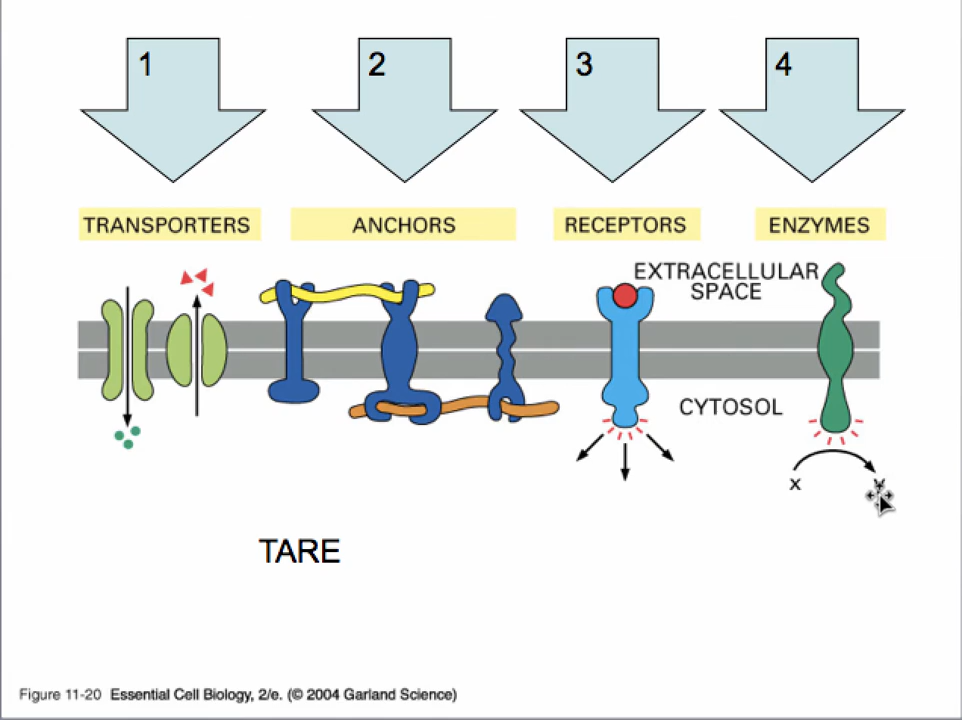 1 2 3 4
TRANSPORTERS ANCHORS RECEPTORS ENZYMES
EXTRACELLULAR
SPACE
CYTOSOL
X
TARE
Figure 11-20 Essential Cell Biology, 2/e. (© 2004 Garland Science)